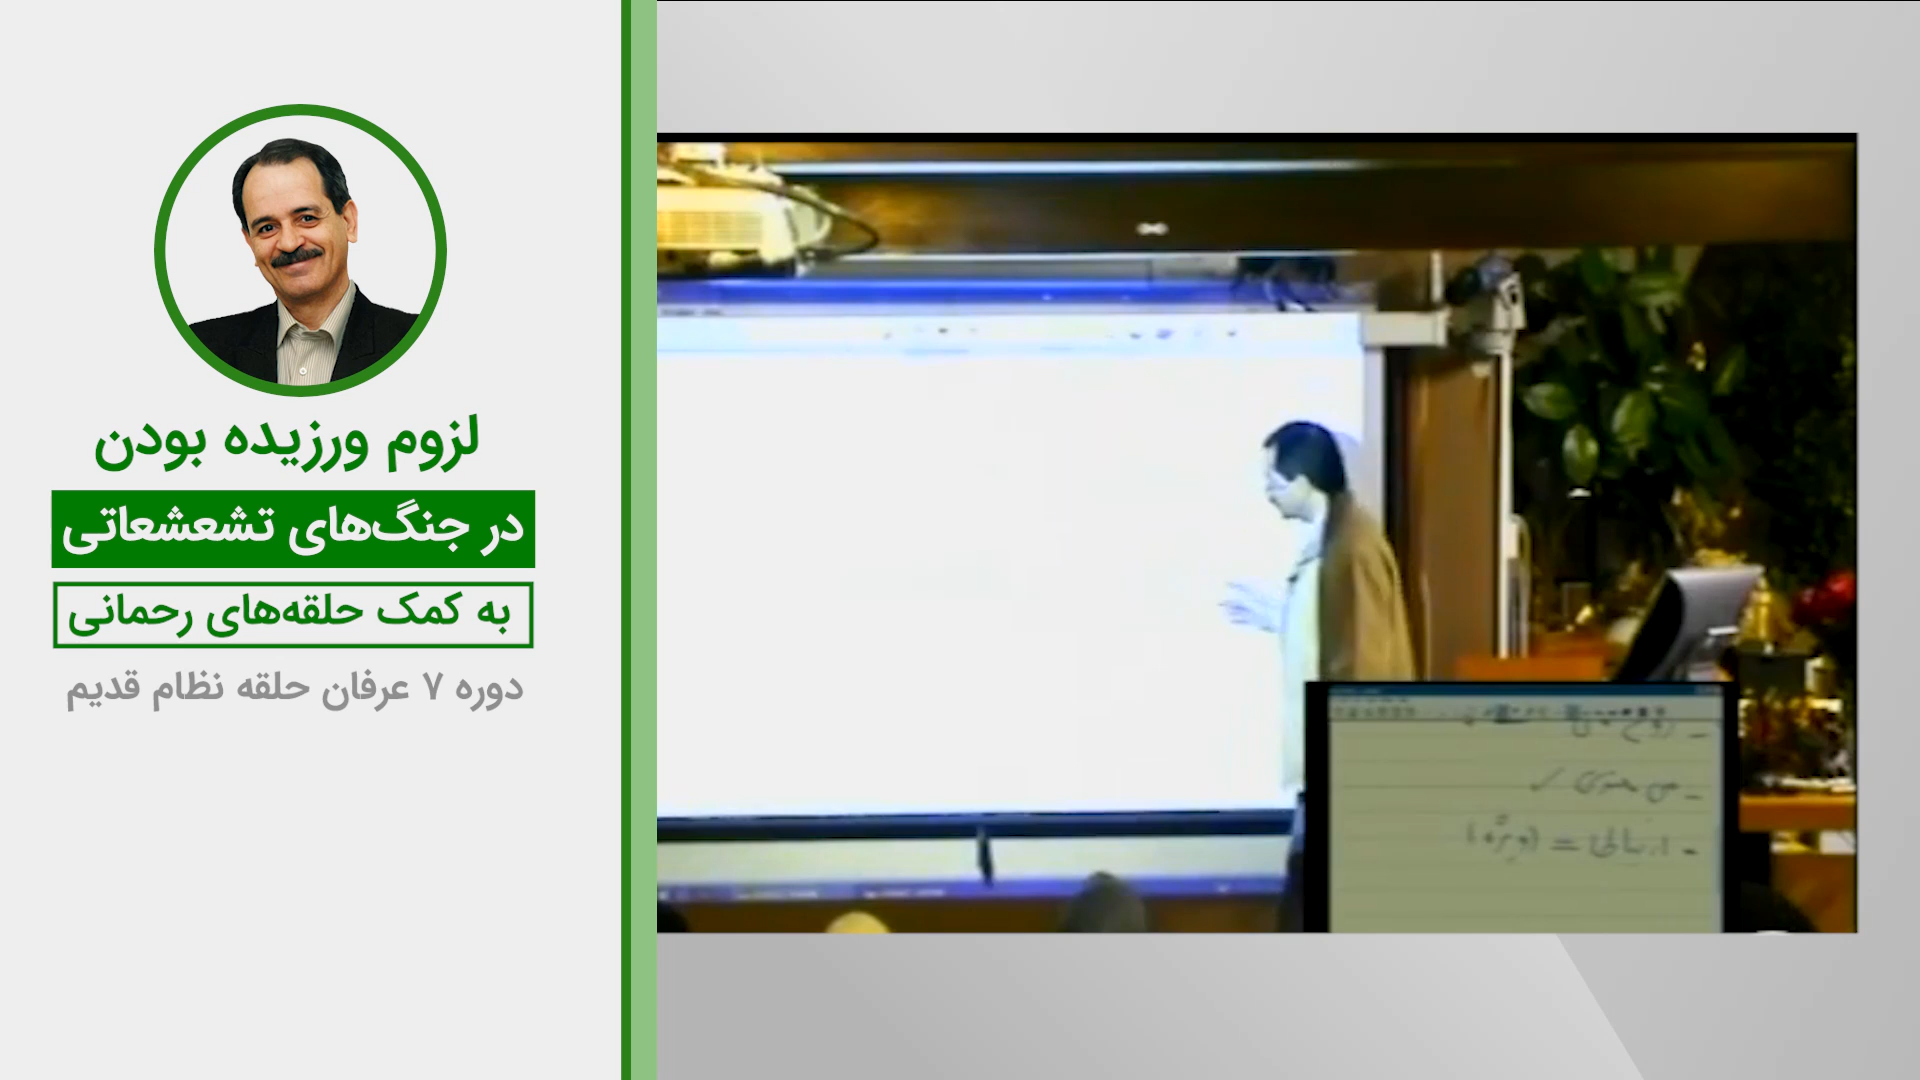 لزوم ورزیده بودن
در جنگ‌های تشعشعاتی
به کمک حلقه‌های رحمانی
دوره ۷ عرفان حلقه نظام قدیم